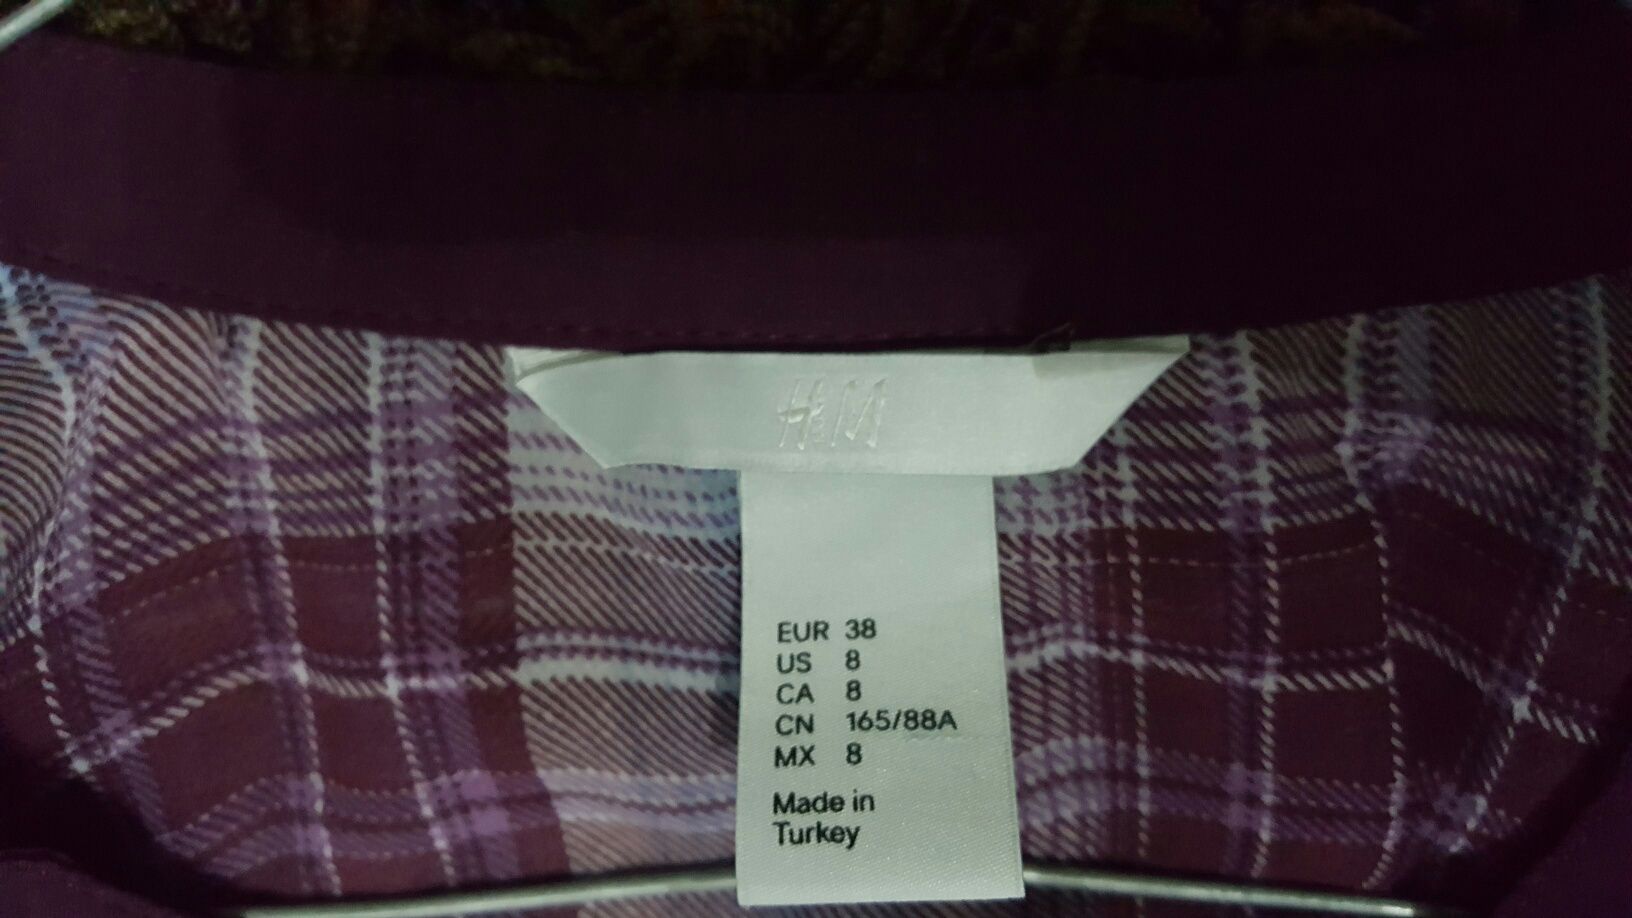 H&M
EUR 38
US 8
CA 8
CN 165/88A
MX 8
Made in
Turkey